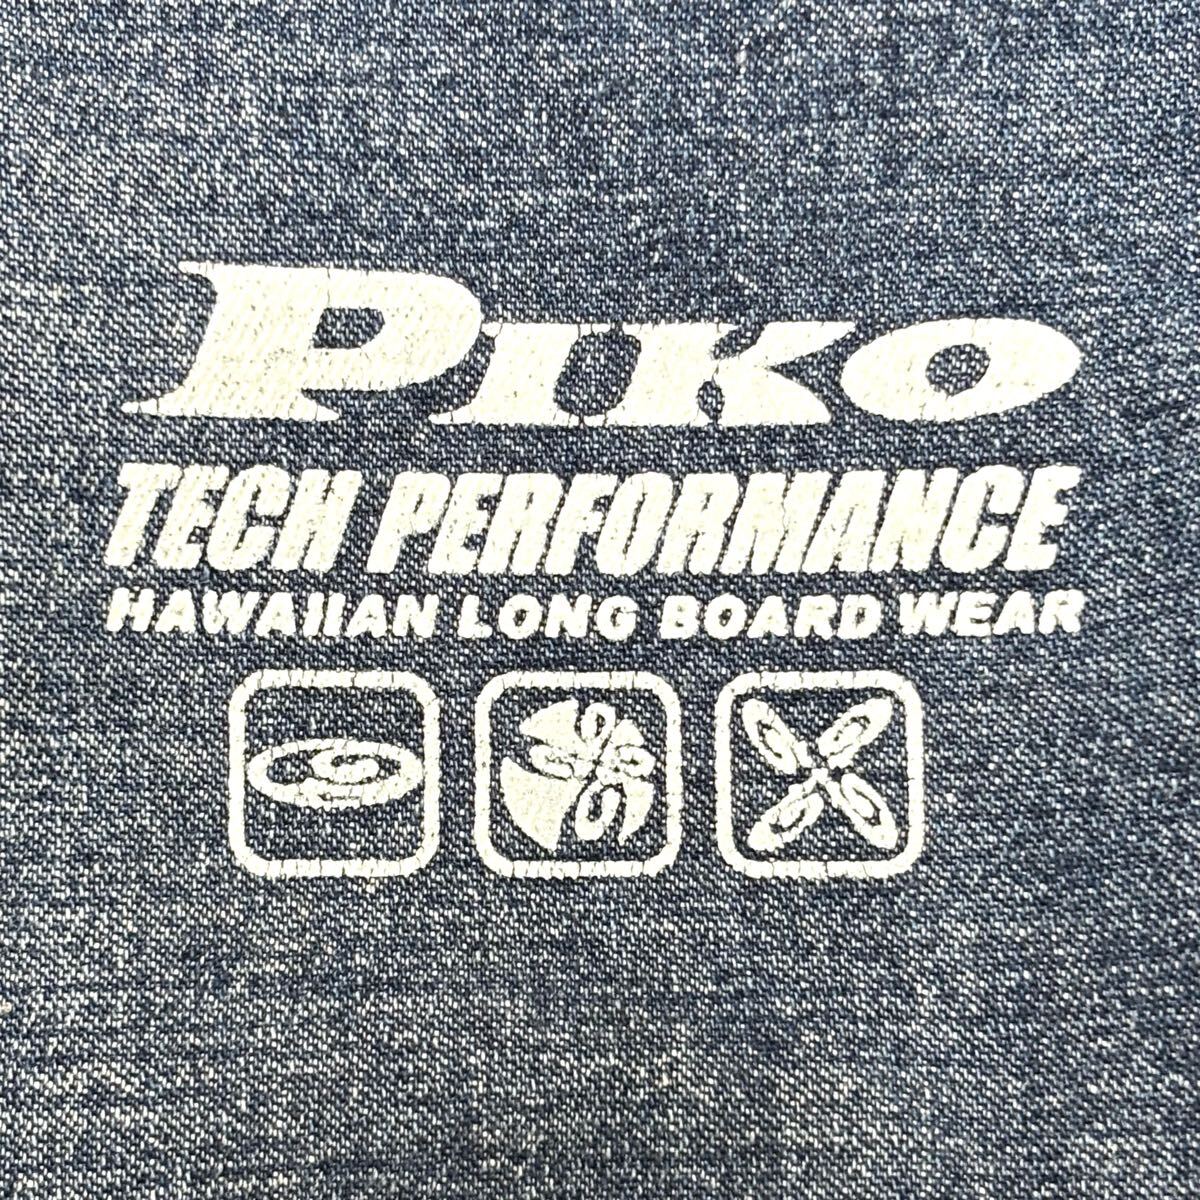 PIKO
TECH PERFORMANCE
HAWAIIAN LONG BOARD WEAR